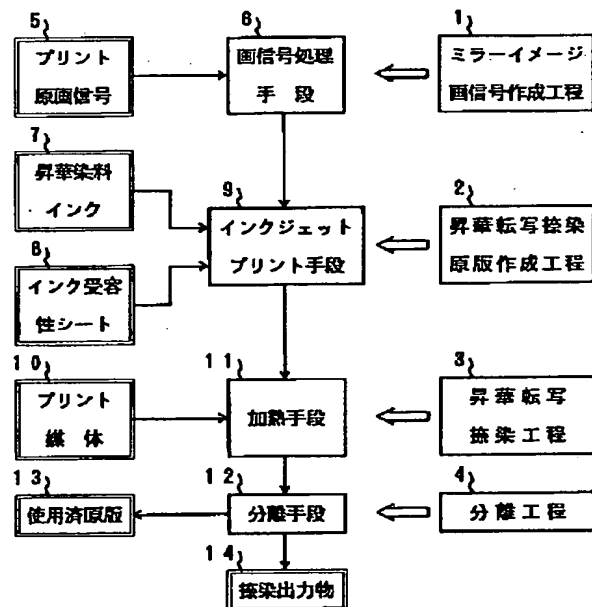 5
プリント
原画信号
6
画信号処理
手段
1
ミラーイメージ
画信号作成工程
7
昇華染料
インク
9
インクジェット
プリント手段
2
昇華転写捺染
原版作成工程
8
インク受容
性シート
10
プリント
媒体
11
加熱手段
3
昇華転写
捺染工程
13
使用済原版
12
分離手段
4
分離工程
14
捺染出力物